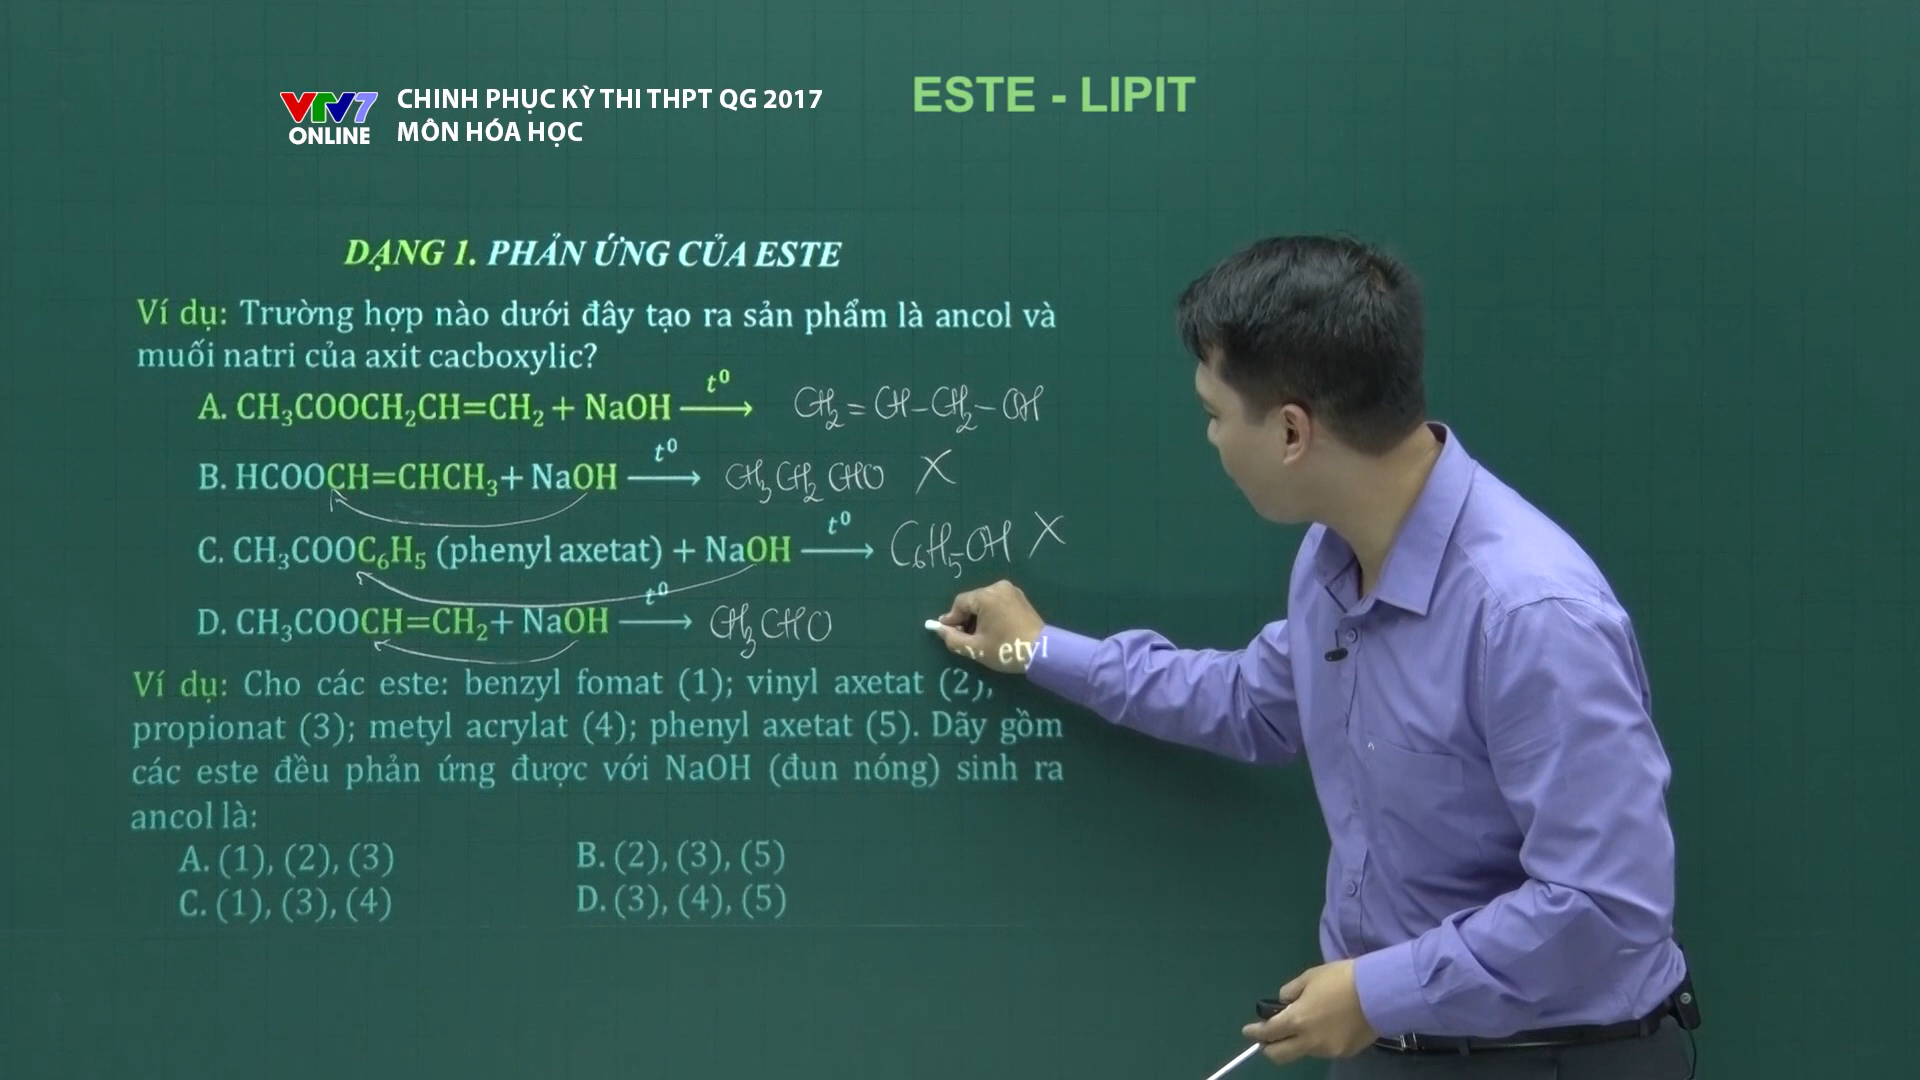 VTV7
ONLINE
CHINH PHỤC KỲ THI THPT QG 2017
MÔN HÓA HỌC
ESTE - LIPIT
DẠNG 1. PHẢN ỨNG CỦA ESTE
Ví dụ: Trường hợp nào dưới đây tạo ra sản phẩm là ancol và
muối natri của axit cacboxylic?
A. CH₃COOCH₂CH=CH₂ + NaOH t⁰ → CH₂=CH-CH₂-OH
B. HCOOCH=CHCH₃+ NaOH t⁰ → CH₃CH₂CHO X
C. CH₃COOC₆H₅ (phenyl axetat) + NaOH t⁰ → C₆H₅OH X
D. CH₃COOCH=CH₂+ NaOH t⁰ → CH₃CHO
Ví dụ: Cho các este: benzyl fomat (1); vinyl axetat (2); etyl
propionat (3); metyl acrylat (4); phenyl axetat (5). Dãy gồm
các este đều phản ứng được với NaOH (đun nóng) sinh ra
ancol là:
A. (1), (2), (3) B. (2), (3), (5)
C. (1), (3), (4) D. (3), (4), (5)